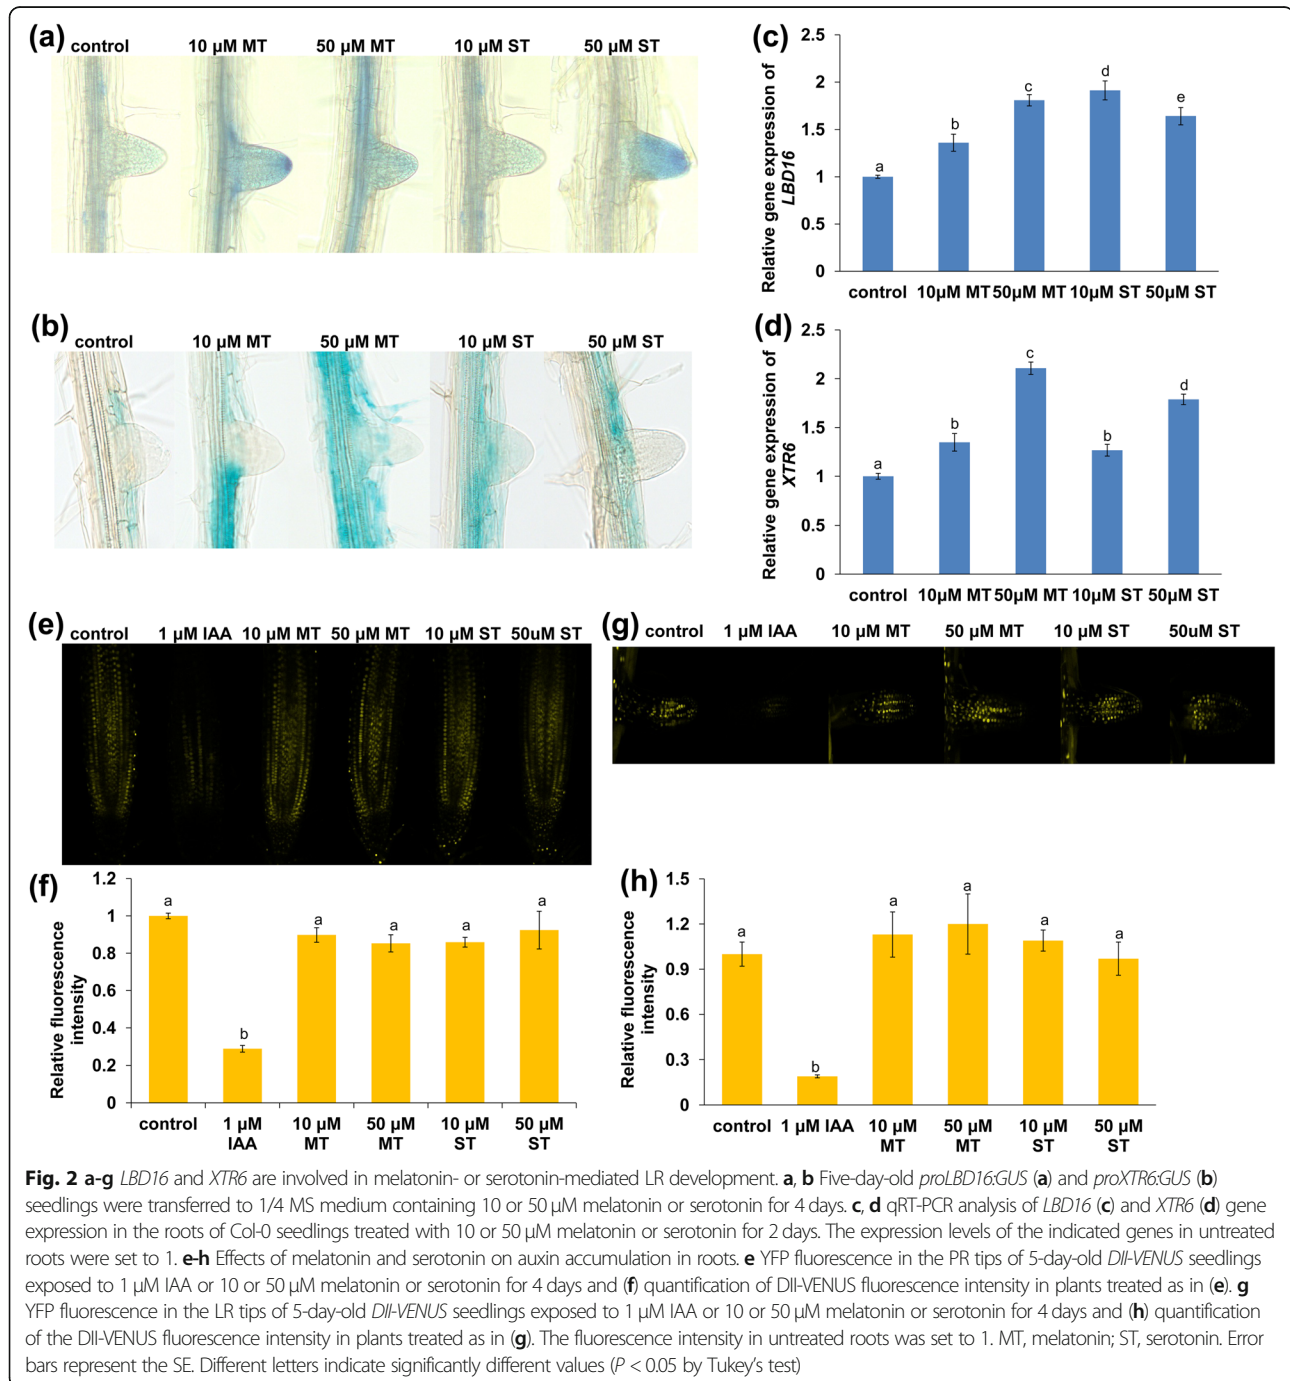 (a)
control 10 µM MT 50 µM MT 10 µM ST 50 µM ST
(b)
control 10 µM MT 50 µM MT 10 µM ST 50 µM ST
(c)
Relative gene expression of
LBD16
2.5
2
1.5
1
0.5
0
a
b
c
d
e
control 10µM MT 50µM MT 10µM ST 50µM ST
(d)
Relative gene expression of
XTR6
2.5
2
1.5
1
0.5
0
a
b
c
b
d
control 10µM MT 50µM MT 10µM ST 50µM ST
(e)
control 1 µM IAA 10 µM MT 50 µM MT 10 µM ST 50uM ST
(g)
control 1 µM IAA 10 µM MT 50 µM MT 10 µM ST 50uM ST
(f)
Relative fluorescence
intensity
1.2
1
0.8
0.6
0.4
0.2
0
a
b
a
a
a
a
control 1 µM 10 µM 50 µM 10 µM 50 µM
IAA MT MT ST ST
(h)
Relative fluorescence
intensity
1.5
1.2
0.9
0.6
0.3
0
a
b
a
a
a
a
control 1 µM IAA 10 µM 50 µM 10 µM 50 µM
MT MT ST ST
Fig. 2 a-g LBD16 and XTR6 are involved in melatonin- or serotonin-mediated LR development. a, b Five-day-old proLBD16:GUS (a) and proXTR6:GUS (b)
seedlings were transferred to 1/4 MS medium containing 10 or 50 µM melatonin or serotonin for 4 days. c, d qRT-PCR analysis of LBD16 (c) and XTR6 (d) gene
expression in the roots of Col-0 seedlings treated with 10 or 50 µM melatonin or serotonin for 2 days. The expression levels of the indicated genes in untreated
roots were set to 1. e-h Effects of melatonin and serotonin on auxin accumulation in roots. e YFP fluorescence in the PR tips of 5-day-old DII-VENUS seedlings
exposed to 1 µM IAA or 10 or 50 µM melatonin or serotonin for 4 days and (f) quantification of DII-VENUS fluorescence intensity in plants treated as in (e). g
YFP fluorescence in the LR tips of 5-day-old DII-VENUS seedlings exposed to 1 µM IAA or 10 or 50 µM melatonin or serotonin for 4 days and (h) quantification
of the DII-VENUS fluorescence intensity in plants treated as in (g). The fluorescence intensity in untreated roots was set to 1. MT, melatonin; ST, serotonin. Error
bars represent the SE. Different letters indicate significantly different values (P < 0.05 by Tukey's test)